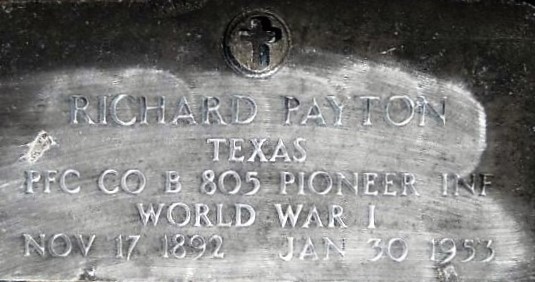 RICHARD PAYTON
TEXAS
PFC CO B 805 PIONEER INF
WORLD WAR I
NOV 17 1892 JAN 30 1953